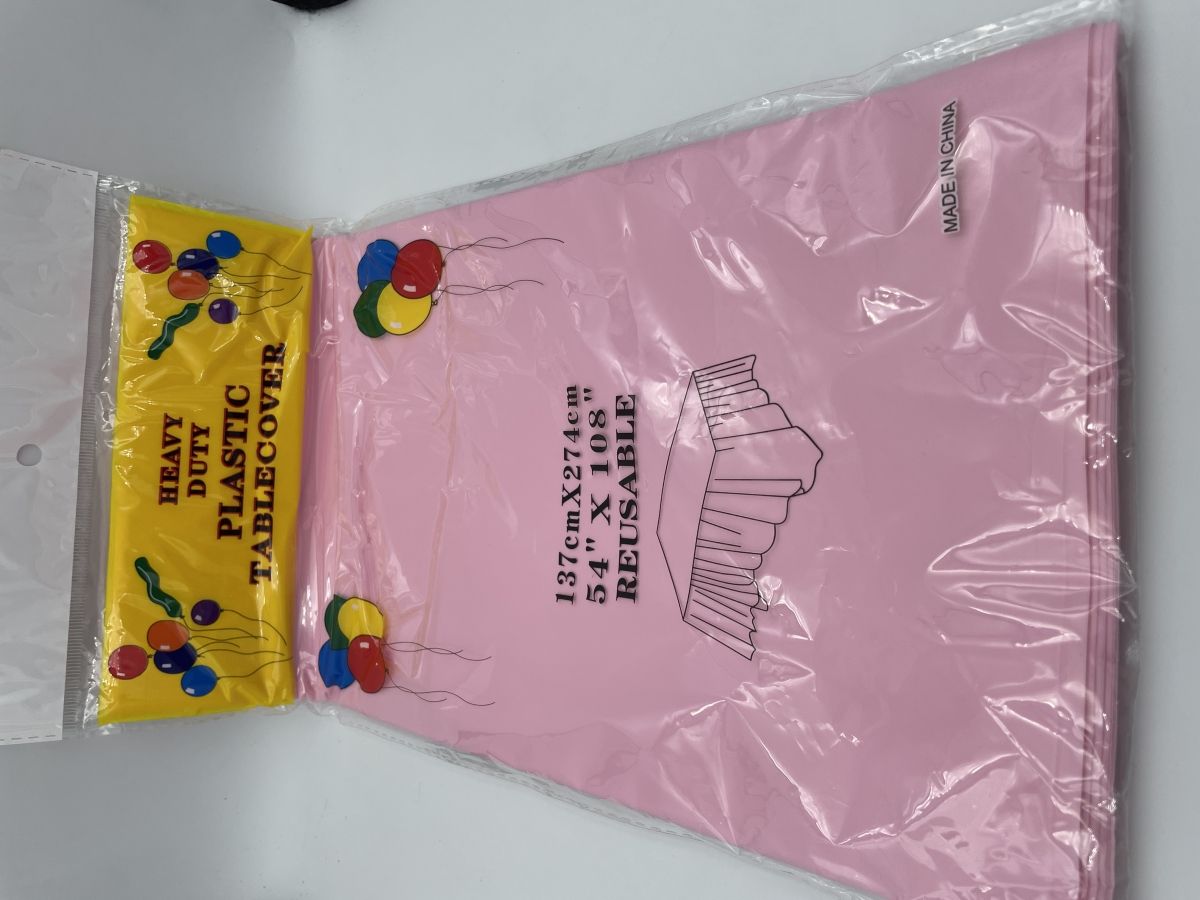 HEAVY
DUTY
PLASTIC
TABLECOVER
137cmX274cm
54" X 108"
REUSABLE
MADE IN CHINA